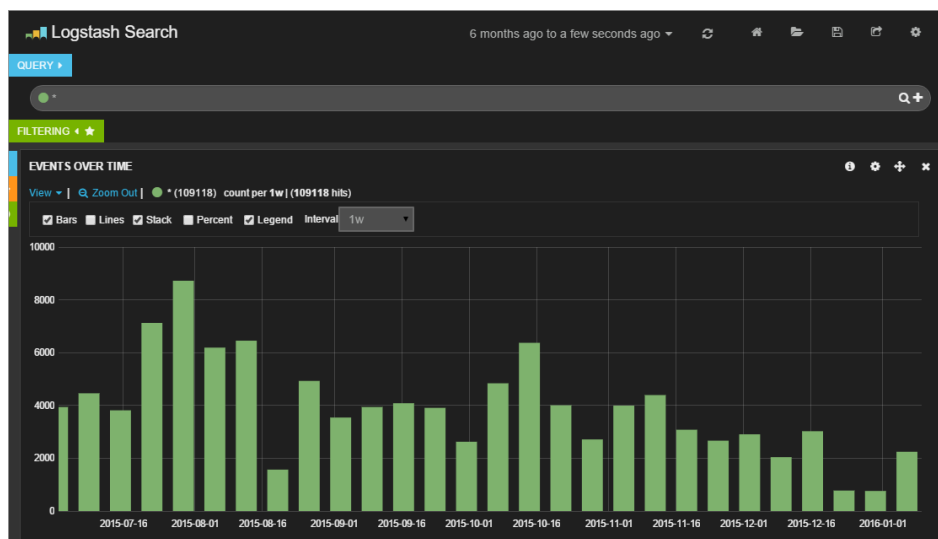 Logstash Search
6 months ago to a few seconds ago
QUERY
*
FILTERING
EVENTS OVER TIME
View | Zoom Out | * (109118) count per 1w | (109118 hits)
Bars Lines Stack Percent Legend Interval 1w
10000
8000
6000
4000
2000
0
2015-07-16 2015-08-01 2015-08-16 2015-09-01 2015-09-16 2015-10-01 2015-10-16 2015-11-01 2015-11-16 2015-12-01 2015-12-16 2016-01-01